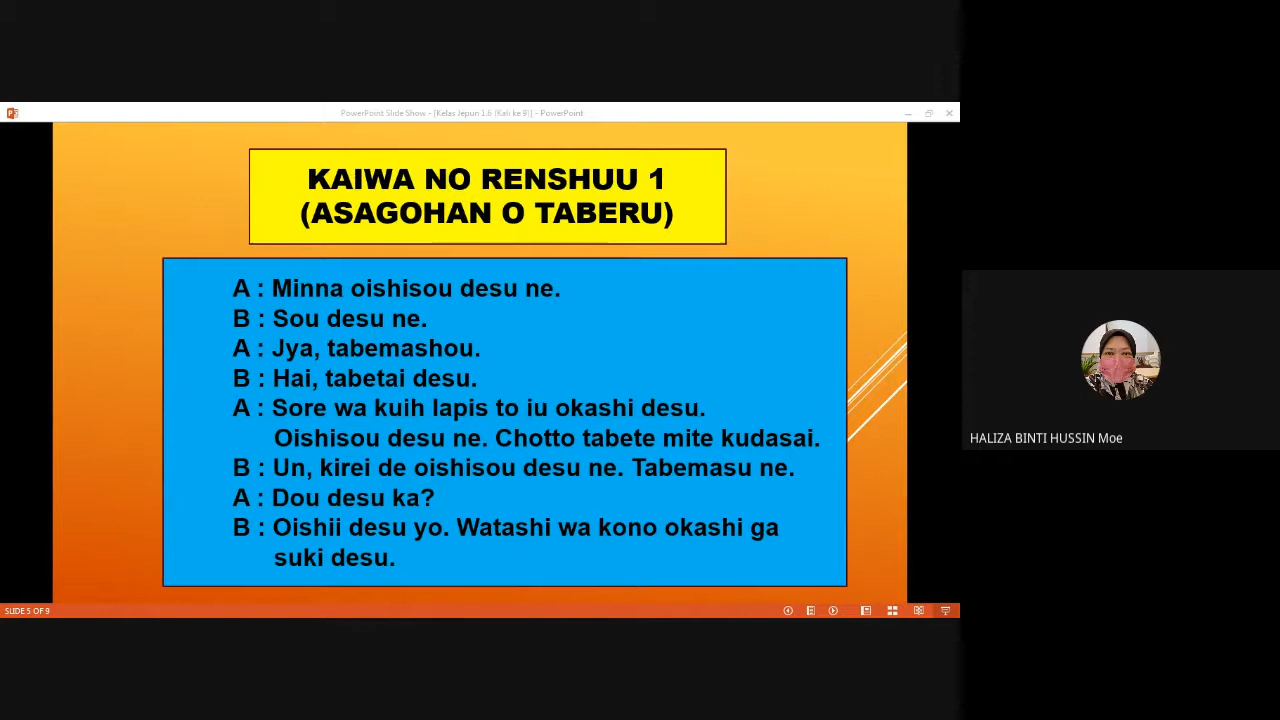 PowerPoint Slide Show - [Kelas Jepun 1.6 (Kali ke 9)] - PowerPoint
KAIWA NO RENSHUU 1
(ASAGOHAN O TABERU)
A : Minna oishisou desu ne.
B : Sou desu ne.
A : Jya, tabemashou.
B : Hai, tabetai desu.
A : Sore wa kuih lapis to iu okashi desu.
Oishisou desu ne. Chotto tabete mite kudasai.
B : Un, kirei de oishisou desu ne. Tabemasu ne.
A : Dou desu ka?
B : Oishii desu yo. Watashi wa kono okashi ga
suki desu.
HALIZA BINTI HUSSIN Moe
SLIDE 5 OF 9